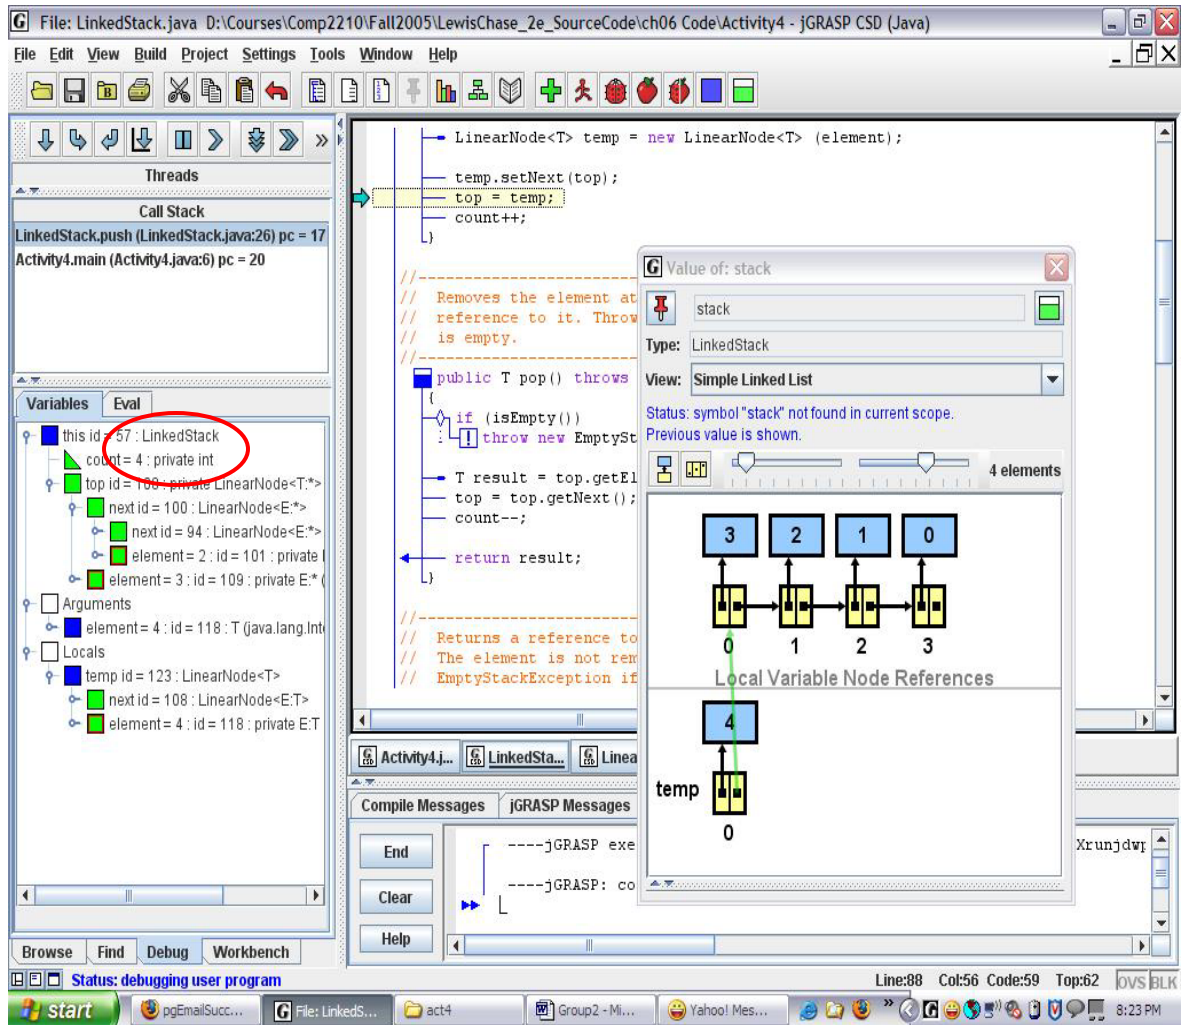 File: LinkedStack.java D:\Courses\Comp2210\Fall2005\LewisChase_2e_SourceCode\ch06 Code\Activity4 - jGRASP CSD (Java)
File Edit View Build Project Settings Tools Window Help
Threads
Call Stack
LinkedStack.push (LinkedStack.java:26) pc = 17
Activity4.main (Activity4.java:6) pc = 20
Variables Eval
this id = 57 : LinkedStack
count = 4 : private int
top id = 108 : private LinearNode<T:*>
next id = 100 : LinearNode<E:*>
next id = 94 : LinearNode<E:*>
element = 2 : id = 101 : private
element = 3 : id = 109 : private E:* (
Arguments
element = 4 : id = 118 : T (java.lang.Int
Locals
temp id = 123 : LinearNode<T>
next id = 108 : LinearNode<E:T>
element = 4 : id = 118 : private E:T
Browse Find Debug Workbench
LinearNode<T> temp = new LinearNode<T> (element);
temp.setNext(top);
top = temp;
count++;
}
//-----------------------
// Removes the element at
// reference to it. Throw
// is empty.
//-----------------------
public T pop() throws
{
if (isEmpty())
throw new EmptySt
T result = top.getEl
top = top.getNext();
count--;
return result;
}
//-----------------------
// Returns a reference to
// The element is not rem
// EmptyStackException if
Value of: stack
stack
Type: LinkedStack
View: Simple Linked List
Status: symbol "stack" not found in current scope.
Previous value is shown.
4 elements
3 2 1 0
0 1 2 3
Local Variable Node References
4
temp
0
Activity4.j... LinkedSta... Linea
Compile Messages jGRASP Messages
End
Clear
Help
----jGRASP exe
Xrunjdwp
----jGRASP: co
Status: debugging user program
Line:88 Col:56 Code:59 Top:62 OVS BLK
start pgEmailSucc... File: LinkedS... act4 Group2 - Mi... Yahoo! Mes... 8:23 PM